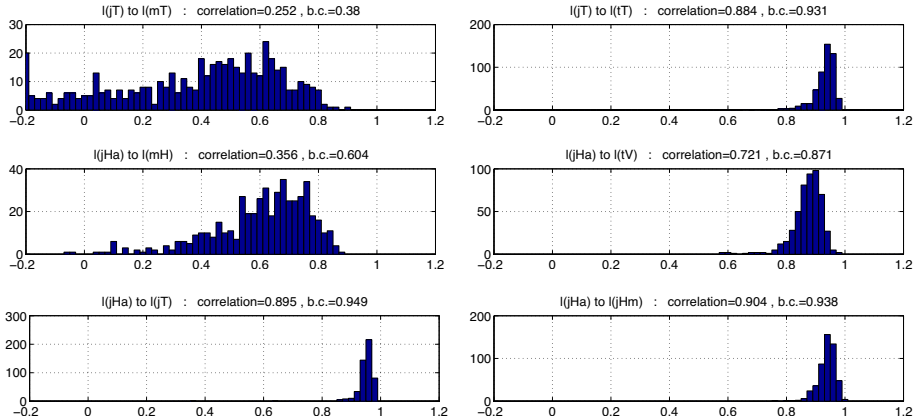 l(jT) to l(mT) : correlation=0.252 , b.c.=0.38
30
20
10
0
−0.2 0 0.2 0.4 0.6 0.8 1 1.2
l(jT) to l(tT) : correlation=0.884 , b.c.=0.931
200
100
0
−0.2 0 0.2 0.4 0.6 0.8 1 1.2
l(jHa) to l(mH) : correlation=0.356 , b.c.=0.604
40
20
0
−0.2 0 0.2 0.4 0.6 0.8 1 1.2
l(jHa) to l(tV) : correlation=0.721 , b.c.=0.871
100
50
0
−0.2 0 0.2 0.4 0.6 0.8 1 1.2
l(jHa) to l(jT) : correlation=0.895 , b.c.=0.949
300
200
100
0
−0.2 0 0.2 0.4 0.6 0.8 1 1.2
l(jHa) to l(jHm) : correlation=0.904 , b.c.=0.938
200
100
0
−0.2 0 0.2 0.4 0.6 0.8 1 1.2